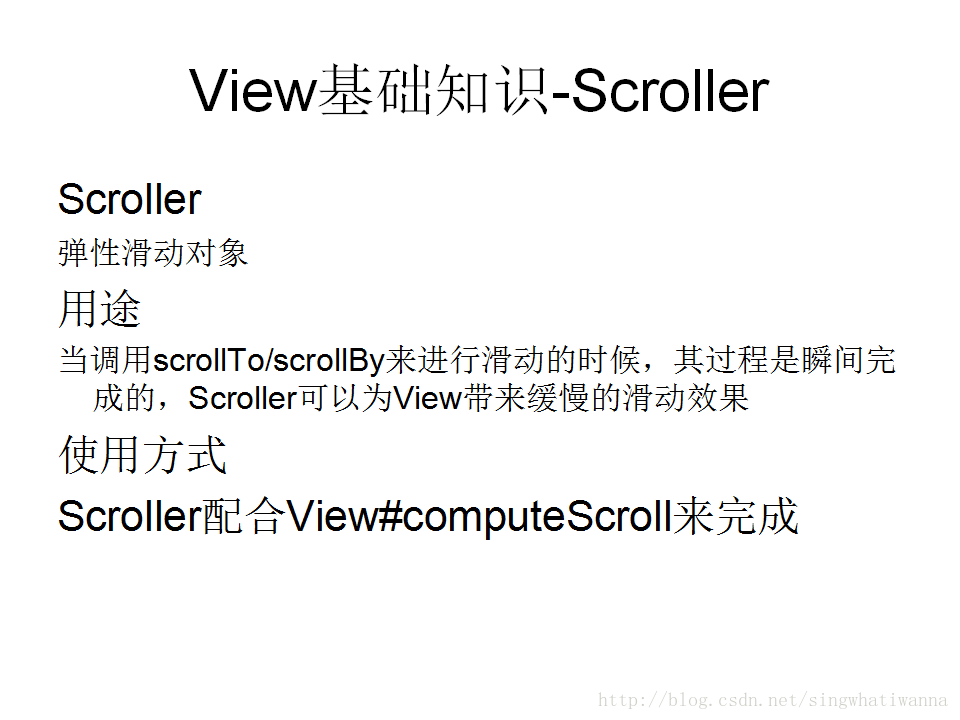 View基础知识-Scroller
Scroller
弹性滑动对象
用途
当调用scrollTo/scrollBy来进行滑动的时候，其过程是瞬间完
成的，Scroller可以为View带来缓慢的滑动效果
使用方式
Scroller配合View#computeScroll来完成
http://blog.csdn.net/singwhatiwanna